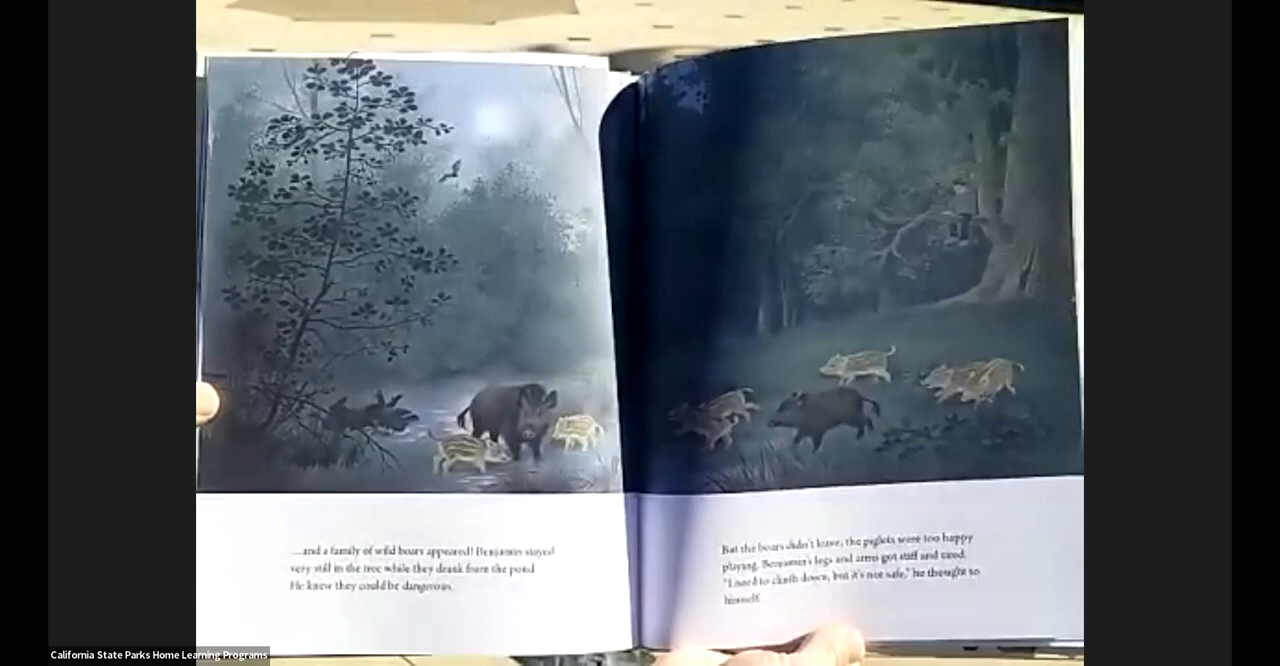 ...and a family of wild boars appeared! Benjamin stayed
very still in the tree while they drank from the pond.
He knew they could be dangerous.
But the boars didn't leave, the piglets were too happy
playing. Benjamin's legs and arms got stiff and tired.
"I need to climb down, but it's not safe," he thought to
himself.
California State Parks Home Learning Programs